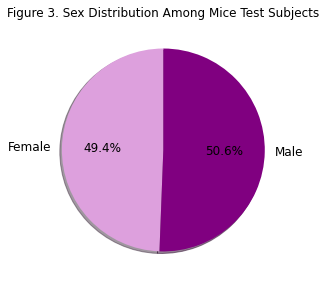 Figure 3. Sex Distribution Among Mice Test Subjects
Female
49.4%
50.6%
Male